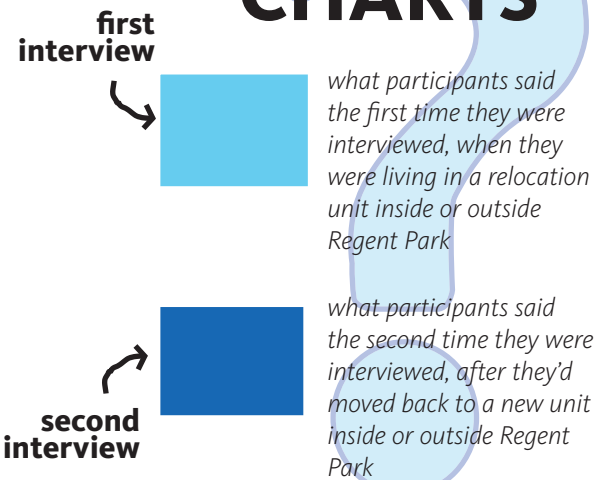 CHARTS
first
interview
what participants said
the first time they were
interviewed, when they
were living in a relocation
unit inside or outside
Regent Park
what participants said
the second time they were
interviewed, after they'd
moved back to a new unit
inside or outside Regent
Park
second
interview